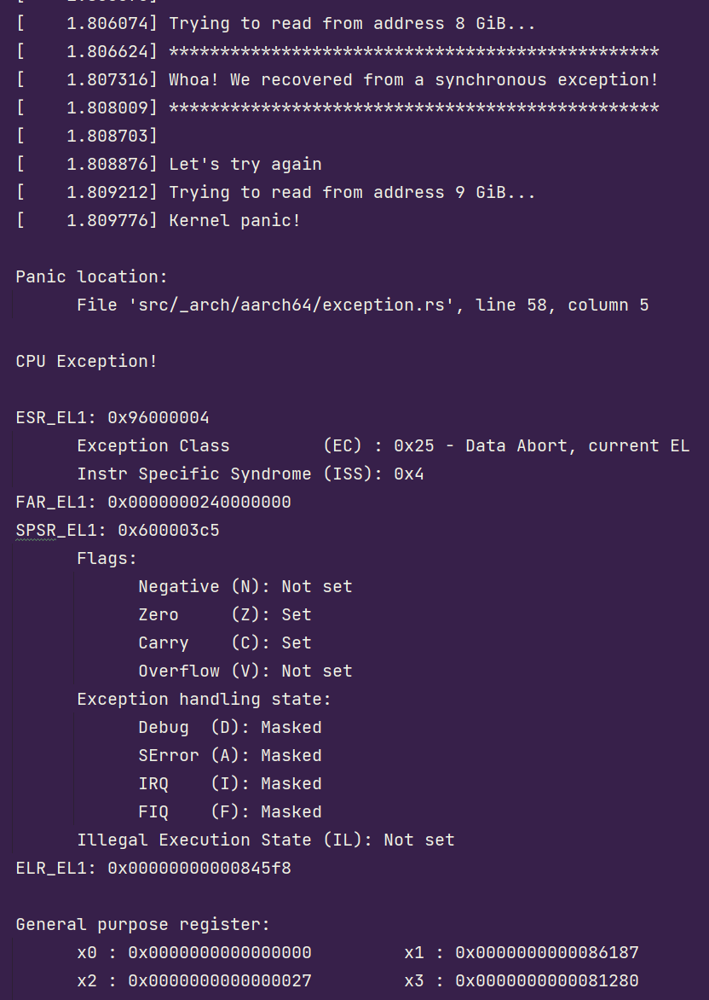 [    1.806074] Trying to read from address 8 GiB...
[    1.806624] ************************************************
[    1.807316] Whoa! We recovered from a synchronous exception!
[    1.808009] ************************************************
[    1.808703]
[    1.808876] Let's try again
[    1.809212] Trying to read from address 9 GiB...
[    1.809776] Kernel panic!
Panic location:
File 'src/_arch/aarch64/exception.rs', line 58, column 5
CPU Exception!
ESR_EL1: 0x96000004
Exception Class         (EC) : 0x25 - Data Abort, current EL
Instr Specific Syndrome (ISS): 0x4
FAR_EL1: 0x0000000240000000
SPSR_EL1: 0x600003c5
Flags:
Negative (N): Not set
Zero     (Z): Set
Carry    (C): Set
Overflow (V): Not set
Exception handling state:
Debug  (D): Masked
SError (A): Masked
IRQ    (I): Masked
FIQ    (F): Masked
Illegal Execution State (IL): Not set
ELR_EL1: 0x00000000000845f8
General purpose register:
x0 : 0x0000000000000000         x1 : 0x0000000000086187
x2 : 0x0000000000000027         x3 : 0x0000000000081280